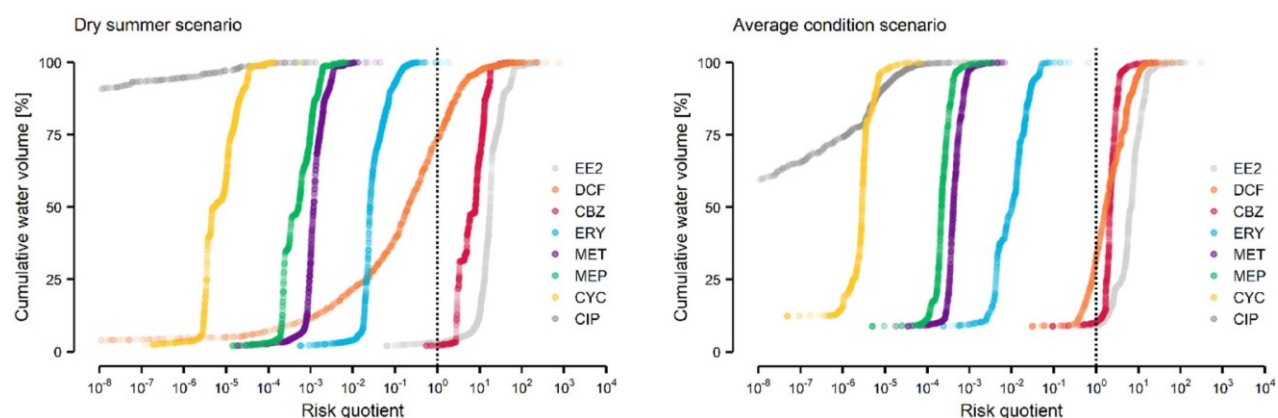 Dry summer scenario
Cumulative water volume [%]
100
75
50
25
0
10-8
10-7
10-6
10-5
10-4
10-3
10-2
10-1
100
101
102
103
104
Risk quotient
EE2
DCF
CBZ
ERY
MET
MEP
CYC
CIP
Average condition scenario
Cumulative water volume [%]
100
75
50
25
0
10-8
10-7
10-6
10-5
10-4
10-3
10-2
10-1
100
101
102
103
104
Risk quotient
EE2
DCF
CBZ
ERY
MET
MEP
CYC
CIP